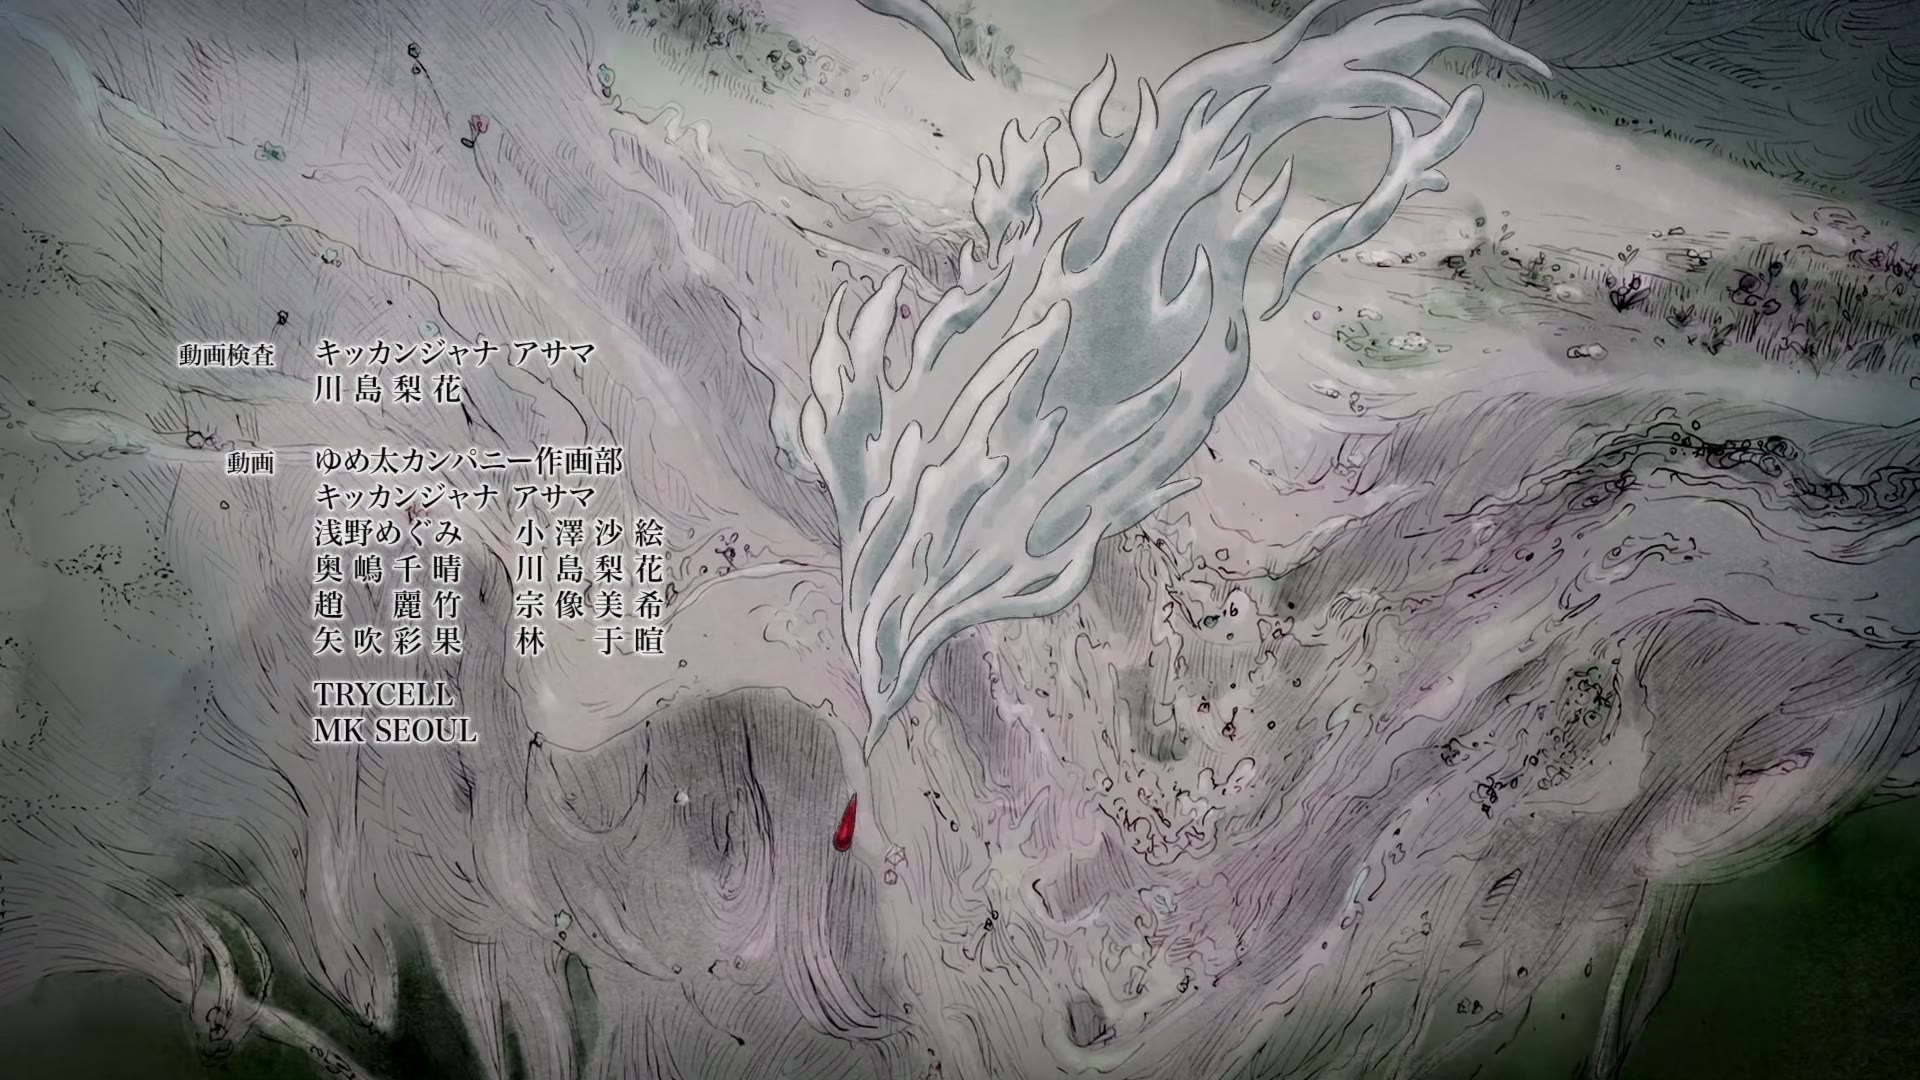 動画検査 キッカンジャナ アサマ
川島梨花
動画 ゆめ太カンパニー作画部
キッカンジャナ アサマ
浅野めぐみ 小澤沙絵
奥嶋千晴 川島梨花
趙麗竹 宗像美希
矢吹彩果 林于暄
TRYCELL
MK SEOUL